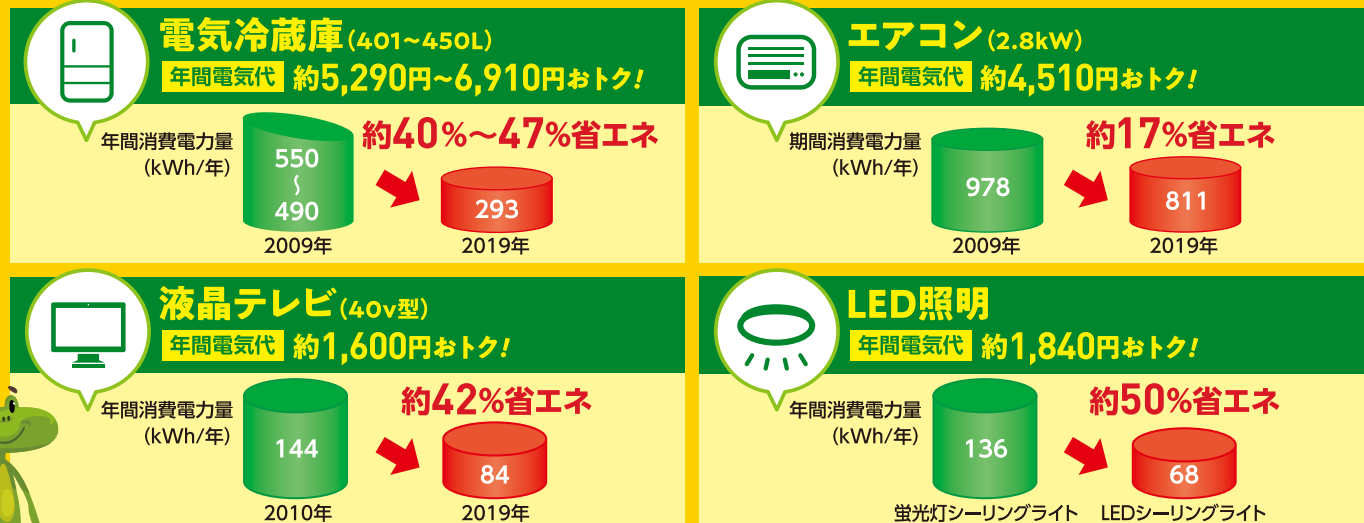 電気冷蔵庫(401~450L)
年間電気代 約5,290円~6,910円おトク!
年間消費電力量
(kWh/年)
約40%~47%省エネ
550
~
490
293
2009年
2019年
エアコン(2.8kW)
年間電気代 約4,510円おトク!
期間消費電力量
(kWh/年)
約17%省エネ
978
811
2009年
2019年
液晶テレビ(40v型)
年間電気代 約1,600円おトク!
年間消費電力量
(kWh/年)
約42%省エネ
144
84
2010年
2019年
LED照明
年間電気代 約1,840円おトク!
年間消費電力量
(kWh/年)
約50%省エネ
136
68
蛍光灯シーリングライト
LEDシーリングライト